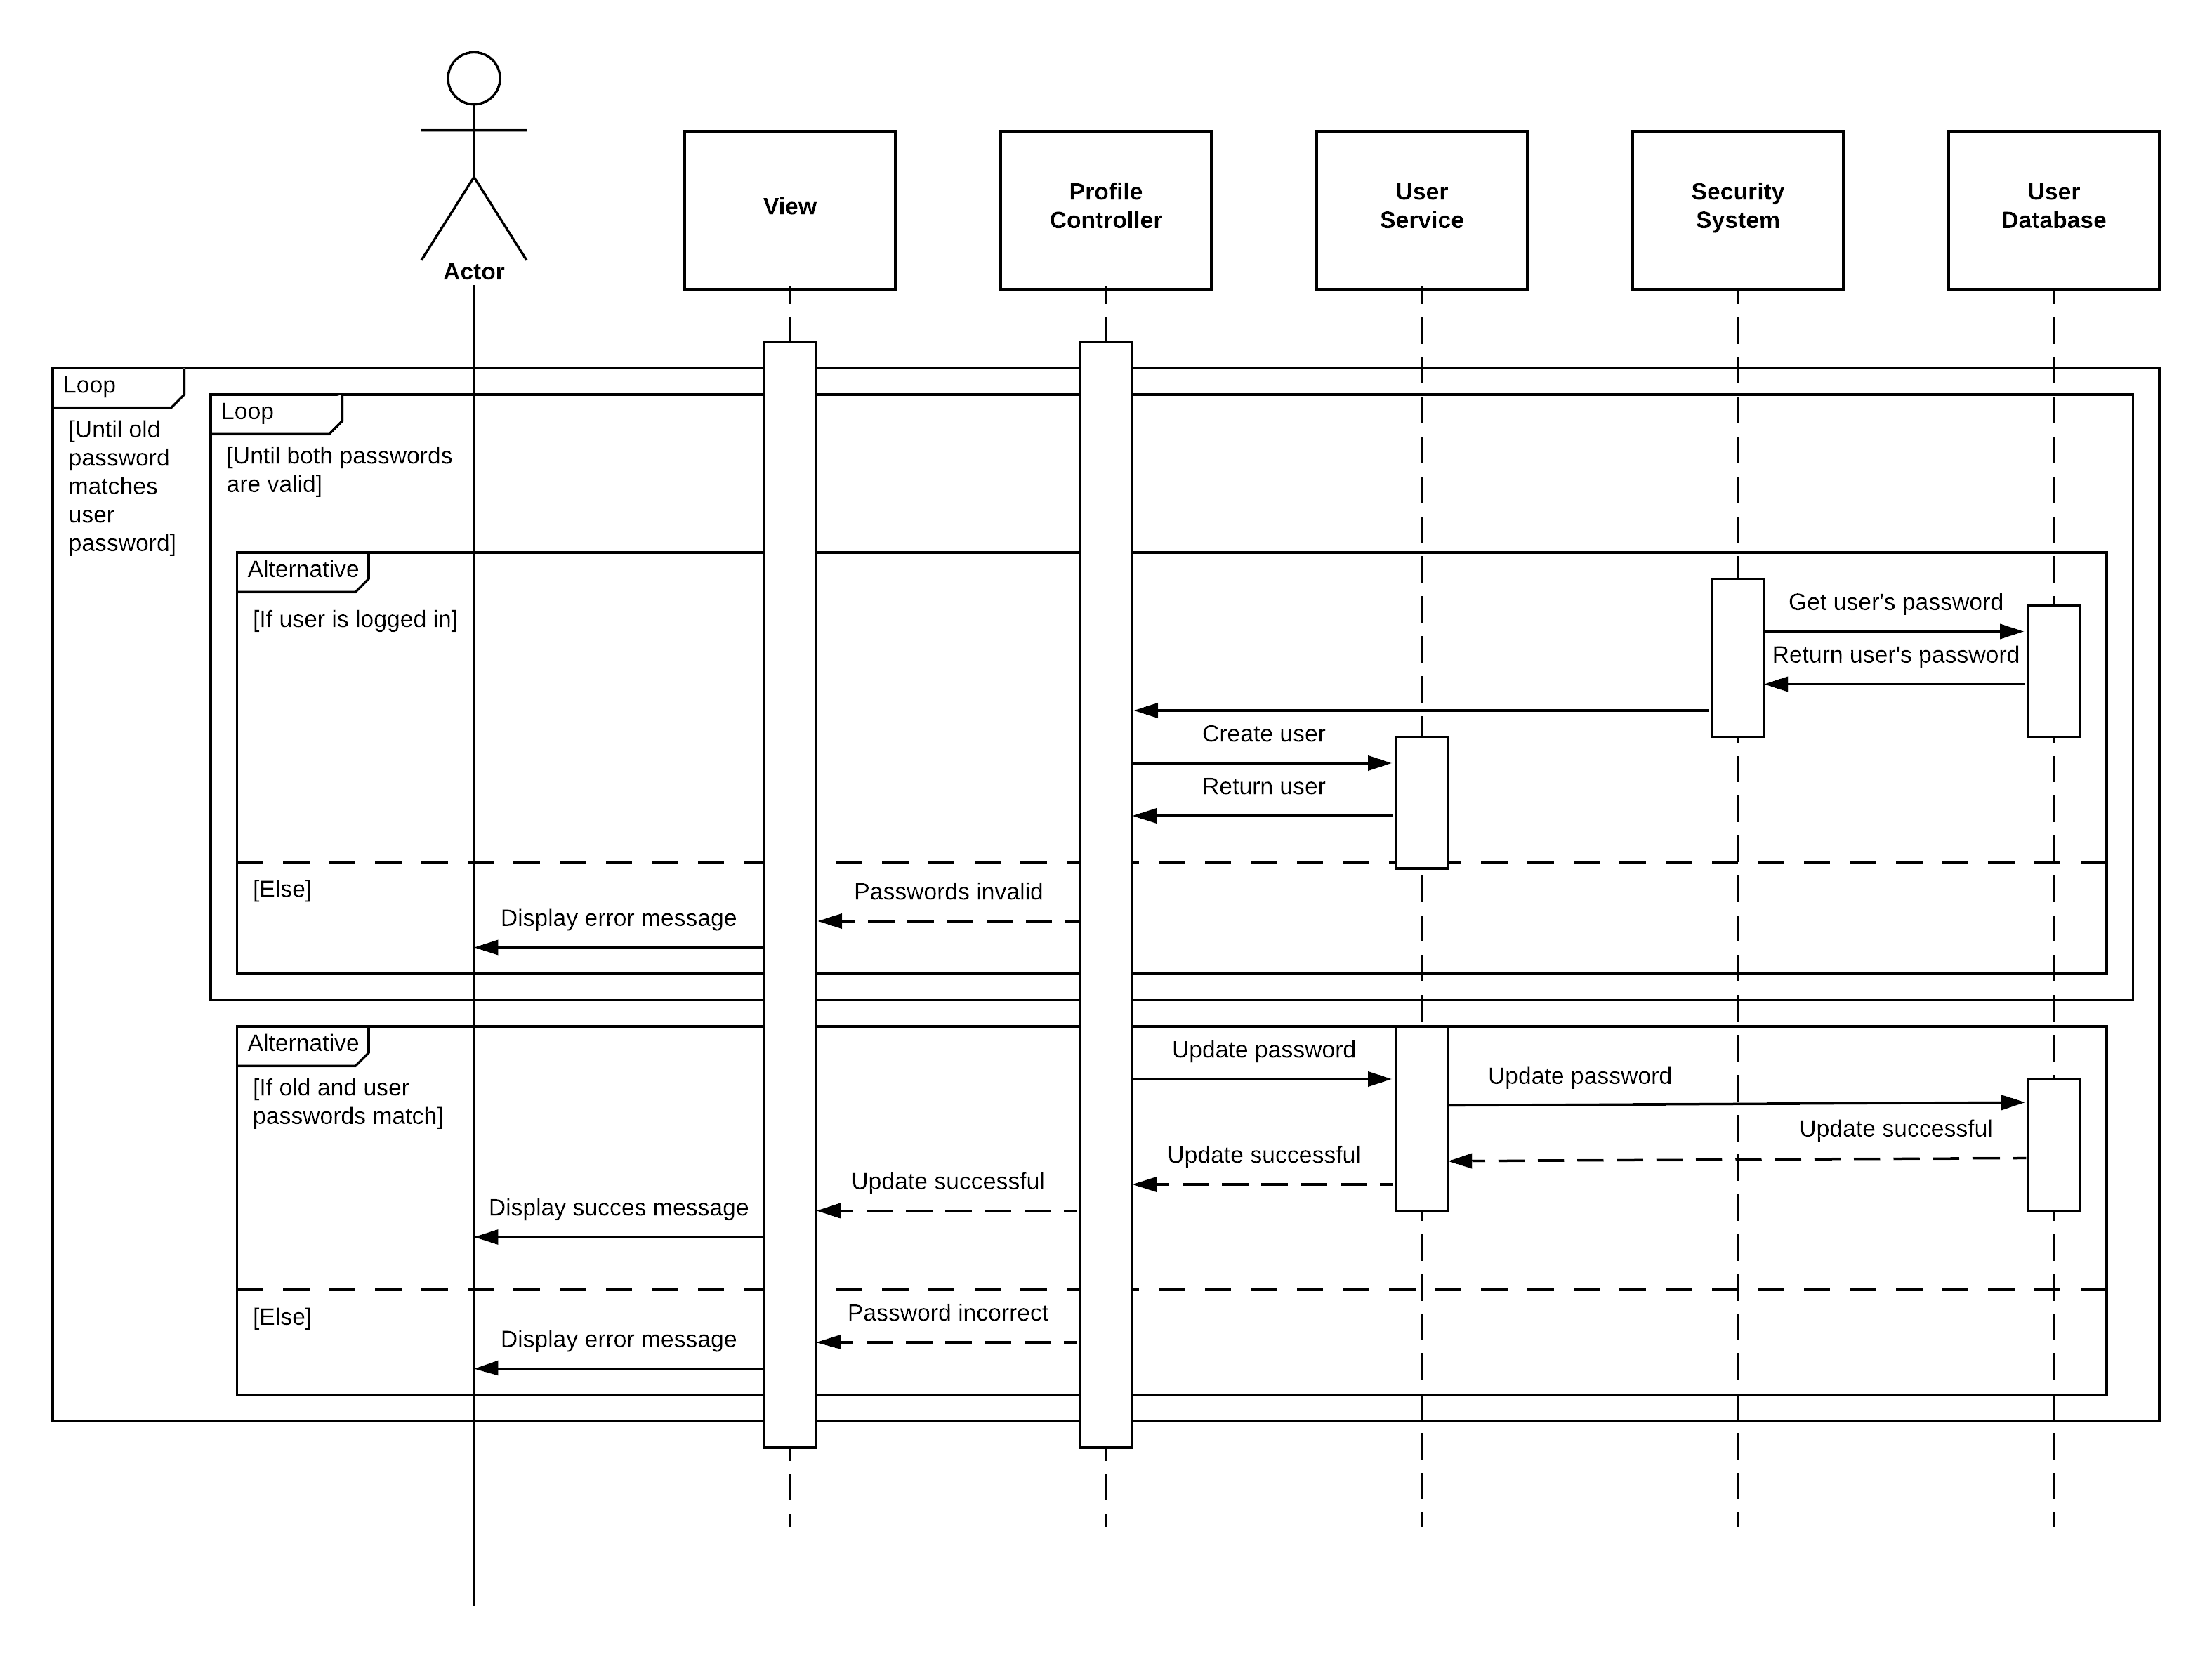 Actor
View
Profile
Controller
User
Service
Security
System
User
Database
Loop
[Until old
password
matches
user
password]
Loop
[Until both passwords
are valid]
Alternative
[If user is logged in]
Get user's password
Return user's password
Create user
Return user
[Else]
Passwords invalid
Display error message
Alternative
[If old and user
passwords match]
Update password
Update password
Update successful
Update successful
Update successful
Display succes message
[Else]
Password incorrect
Display error message